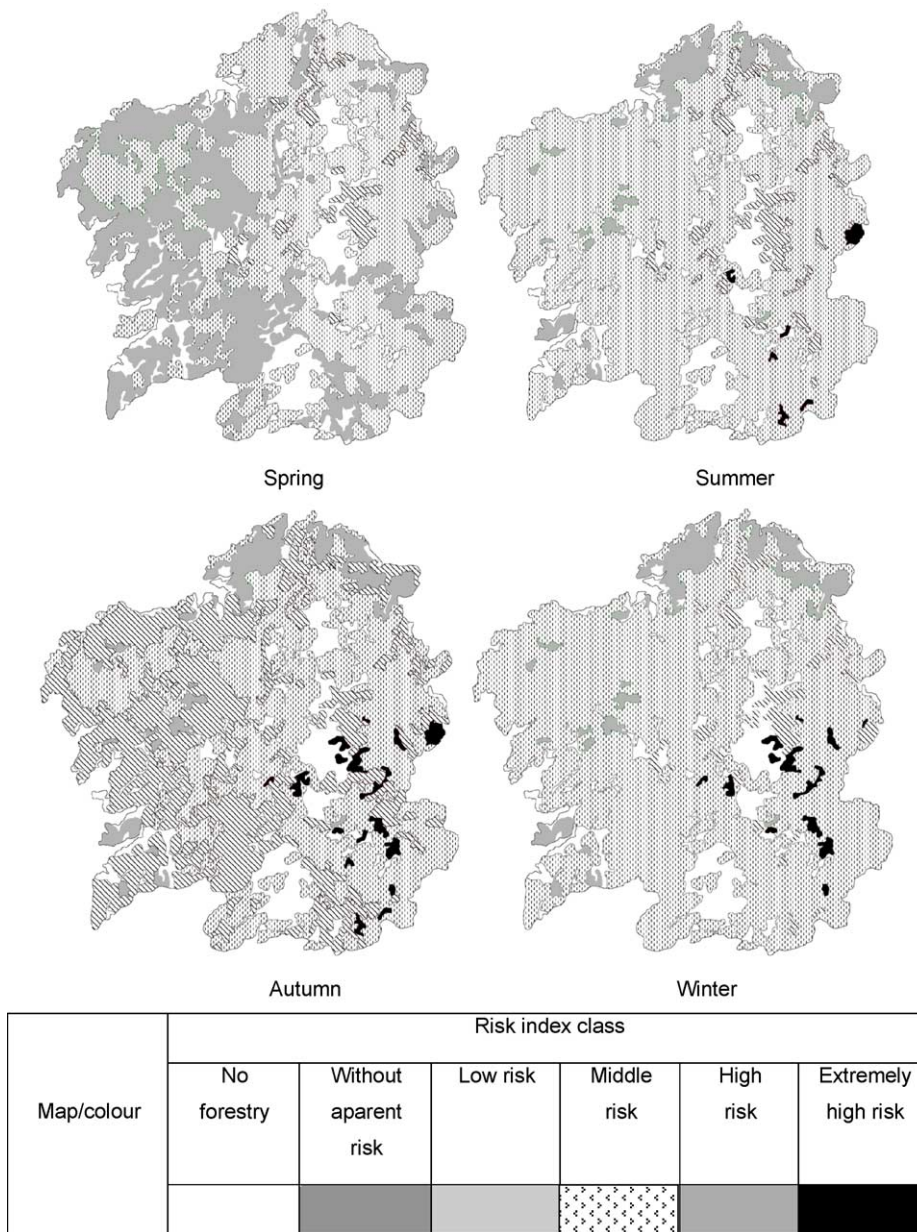 Spring
Summer
Autumn
Winter
Map/colour
Risk index class
No
forestry
Without
aparent
risk
Low risk
Middle
risk
High
risk
Extremely
high risk